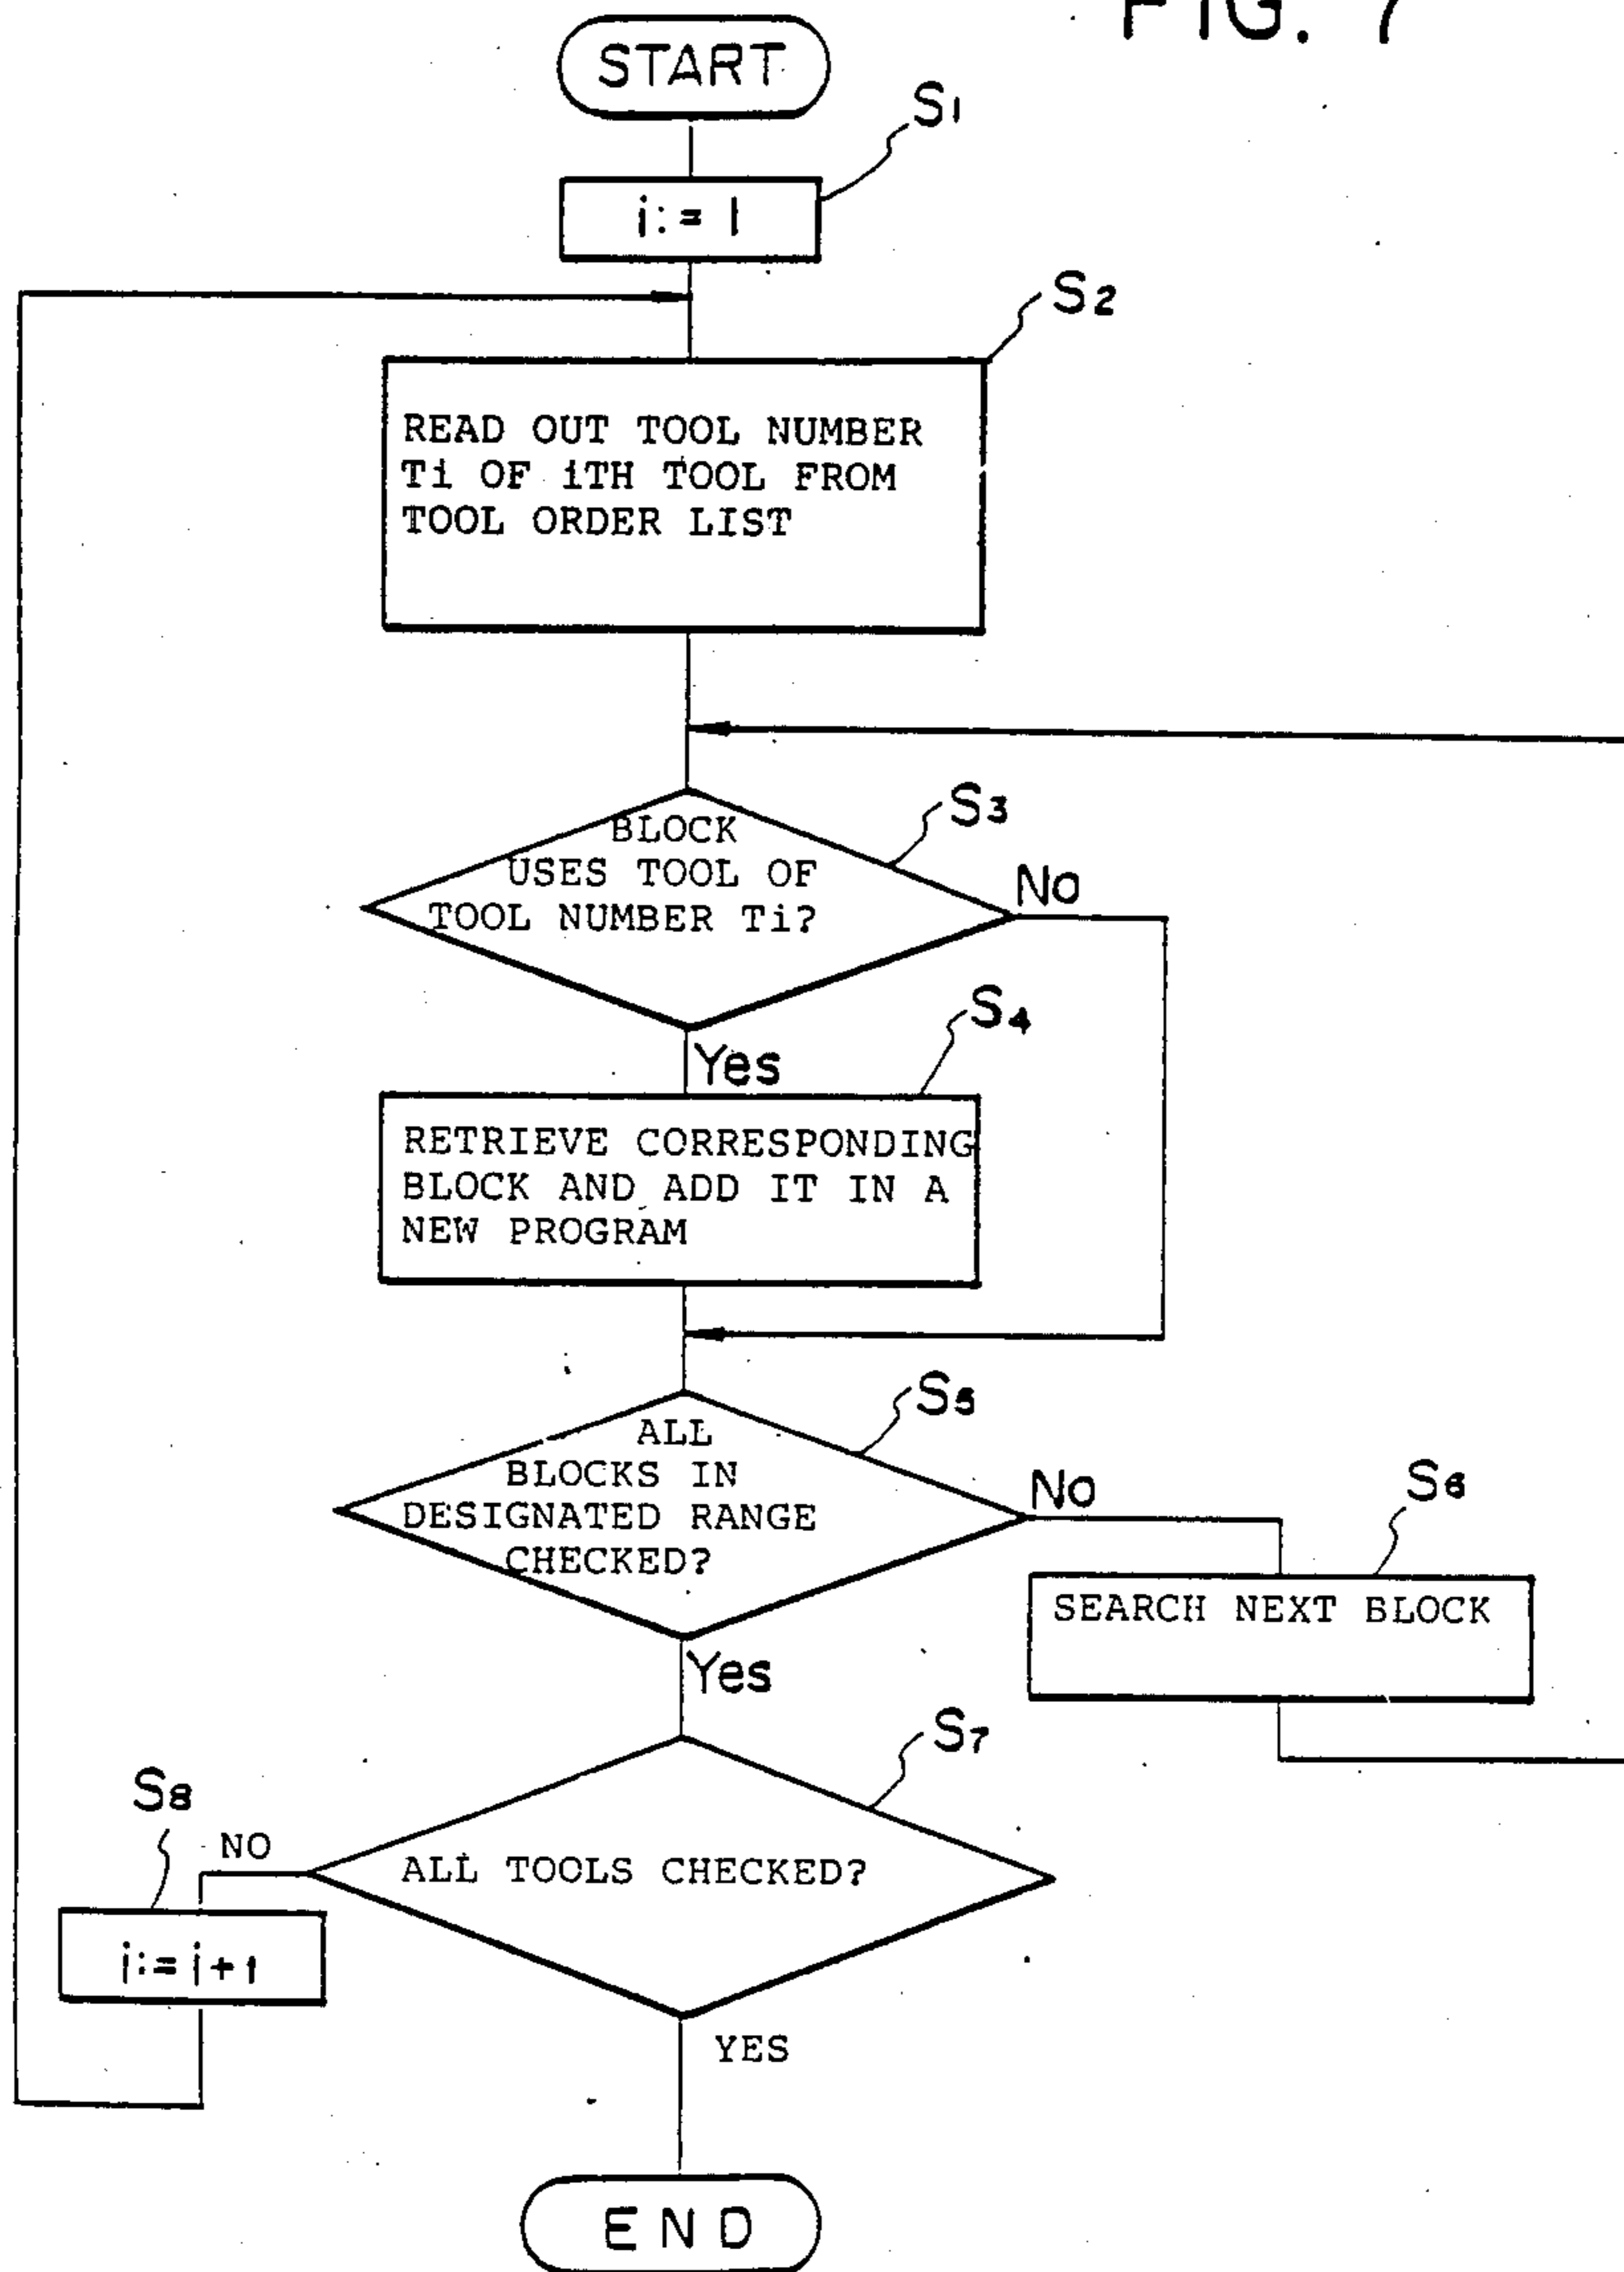 FIG. 7
START
S1
i:= 1
S2
READ OUT TOOL NUMBER
Ti OF iTH TOOL FROM
TOOL ORDER LIST
S3
BLOCK
USES TOOL OF
TOOL NUMBER Ti?
No
S4
Yes
RETRIEVE CORRESPONDING
BLOCK AND ADD IT IN A
NEW PROGRAM
S5
ALL
BLOCKS IN
DESIGNATED RANGE
CHECKED?
No
S6
SEARCH NEXT BLOCK
Yes
S7
S8
NO
ALL TOOLS CHECKED?
i:=i+1
YES
END